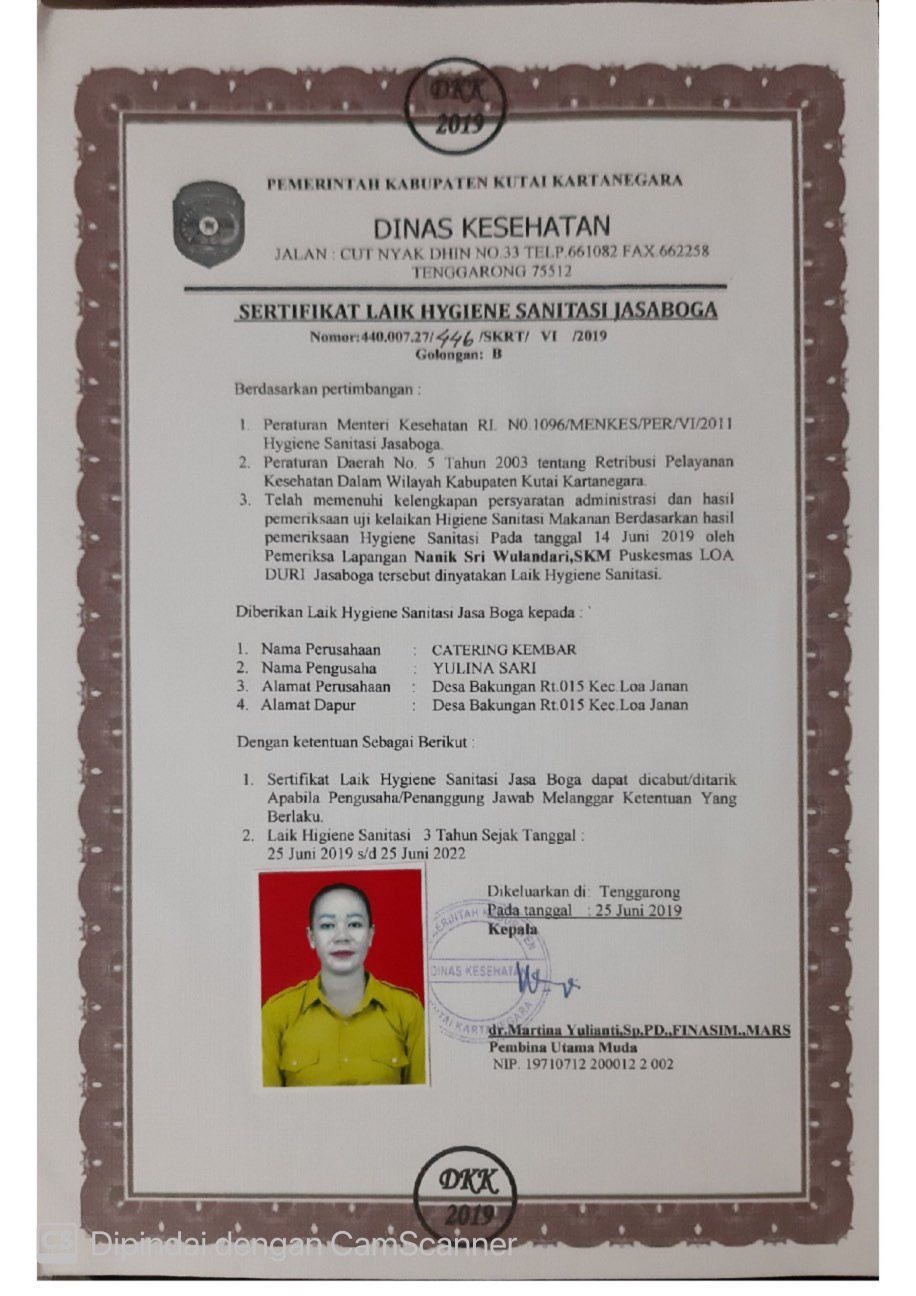 DKK
2019
PEMERINTAH KABUPATEN KUTAI KARTANEGARA
DINAS KESEHATAN
JALAN : CUT NYAK DHIN NO.33 TELP.661082 FAX.662258
TENGGARONG 75512
SERTIFIKAT LAIK HYGIENE SANITASI JASABOGA
Nomor:440.007.27/446/SKRT/ VI /2019
Golongan: B
Berdasarkan pertimbangan :
1. Peraturan Menteri Kesehatan RI. N0.1096/MENKES/PER/VI/2011
Hygiene Sanitasi Jasaboga.
2. Peraturan Daerah No. 5 Tahun 2003 tentang Retribusi Pelayanan
Kesehatan Dalam Wilayah Kabupaten Kutai Kartanegara.
3. Telah memenuhi kelengkapan persyaratan administrasi dan hasil
pemeriksaan uji kelaikan Higiene Sanitasi Makanan Berdasarkan hasil
pemeriksaan Hygiene Sanitasi Pada tanggal 14 Juni 2019 oleh
Pemeriksa Lapangan Nanik Sri Wulandari,SKM Puskesmas LOA
DURI Jasaboga tersebut dinyatakan Laik Hygiene Sanitasi.
Diberikan Laik Hygiene Sanitasi Jasa Boga kepada :
1. Nama Perusahaan : CATERING KEMBAR
2. Nama Pengusaha : YULINA SARI
3. Alamat Perusahaan : Desa Bakungan Rt.015 Kec.Loa Janan
4. Alamat Dapur : Desa Bakungan Rt.015 Kec.Loa Janan
Dengan ketentuan Sebagai Berikut :
1. Sertifikat Laik Hygiene Sanitasi Jasa Boga dapat dicabut/ditarik
Apabila Pengusaha/Penanggung Jawab Melanggar Ketentuan Yang
Berlaku.
2. Laik Higiene Sanitasi 3 Tahun Sejak Tanggal :
25 Juni 2019 s/d 25 Juni 2022
Dikeluarkan di: Tenggarong
Pada tanggal : 25 Juni 2019
Kepala
DINAS KESEHATA
dr.Martina Yulianti,Sp.PD.,FINASIM.,MARS
Pembina Utama Muda
NIP. 19710712 200012 2 002
DKK
2019
CS Dipindai dengan CamScanner